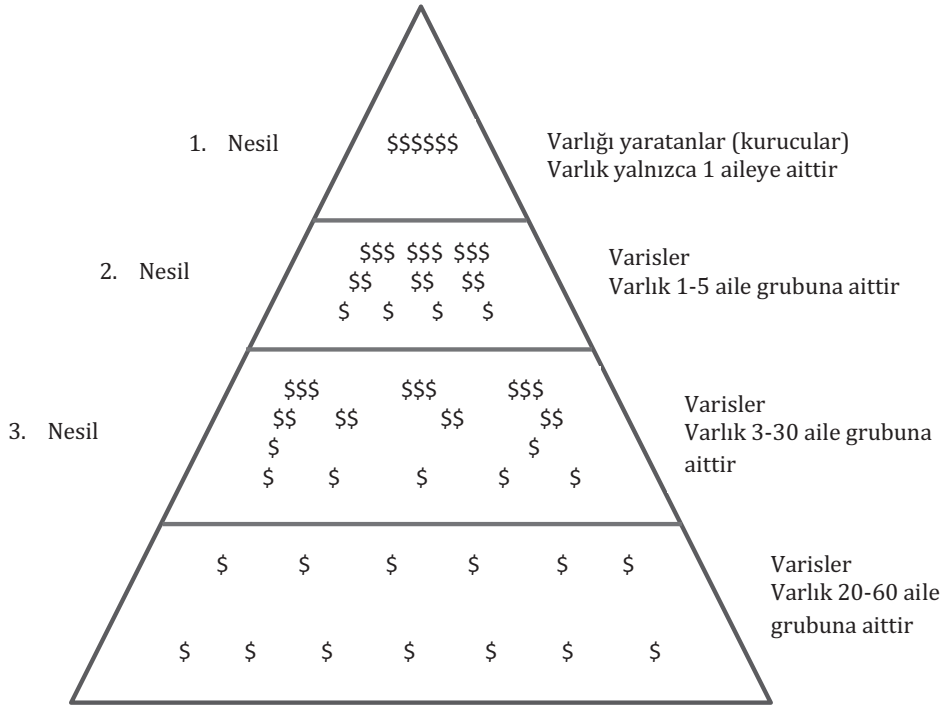 1. Nesil
$$$$$$
Varlığı yaratanlar (kurucular)
Varlık yalnızca 1 aileye aittir
2. Nesil
$$$ $$$ $$$
$$ $$ $$
$ $ $ $
Varisler
Varlık 1-5 aile grubuna aittir
3. Nesil
$$$ $$$ $$$
$$ $$ $$ $$
$ $
$ $ $ $ $
Varisler
Varlık 3-30 aile grubuna
aittir
$ $ $ $ $ $
$ $ $ $ $ $ $
Varisler
Varlık 20-60 aile
grubuna aittir